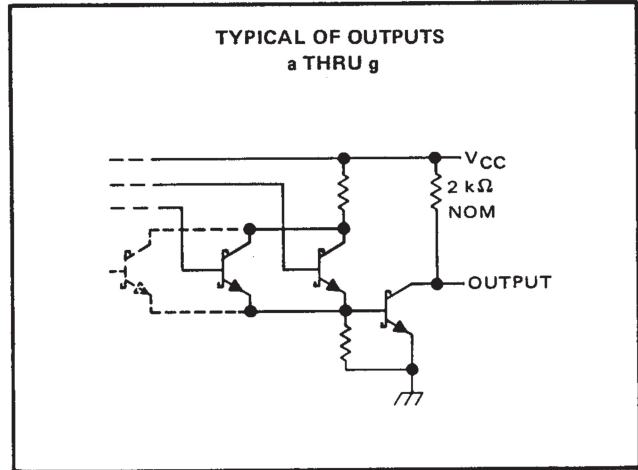 TYPICAL OF OUTPUTS
a THRU g
VCC
2 kΩ
NOM
OUTPUT